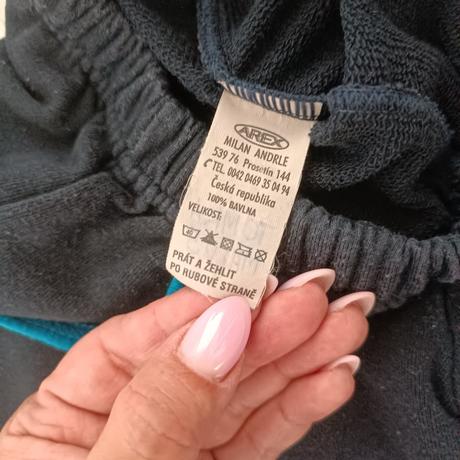 AREX
MILAN ANDRLE
539 76 Prosetín 144
TEL. 0042 0469 35 04 94
Česká republika
100% BAVLNA
VELIKOST:
40
PRÁT A ŽEHLIT
PO RUBOVÉ STRANĚ